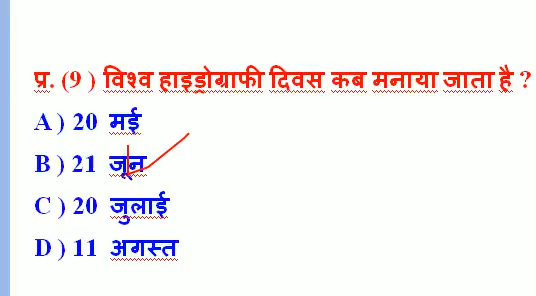 प्र. (9 ) विश्व हाइड्रोग्राफी दिवस कब मनाया जाता है ?
A ) 20 मई
B ) 21 जून
C ) 20 जुलाई
D ) 11 अगस्त